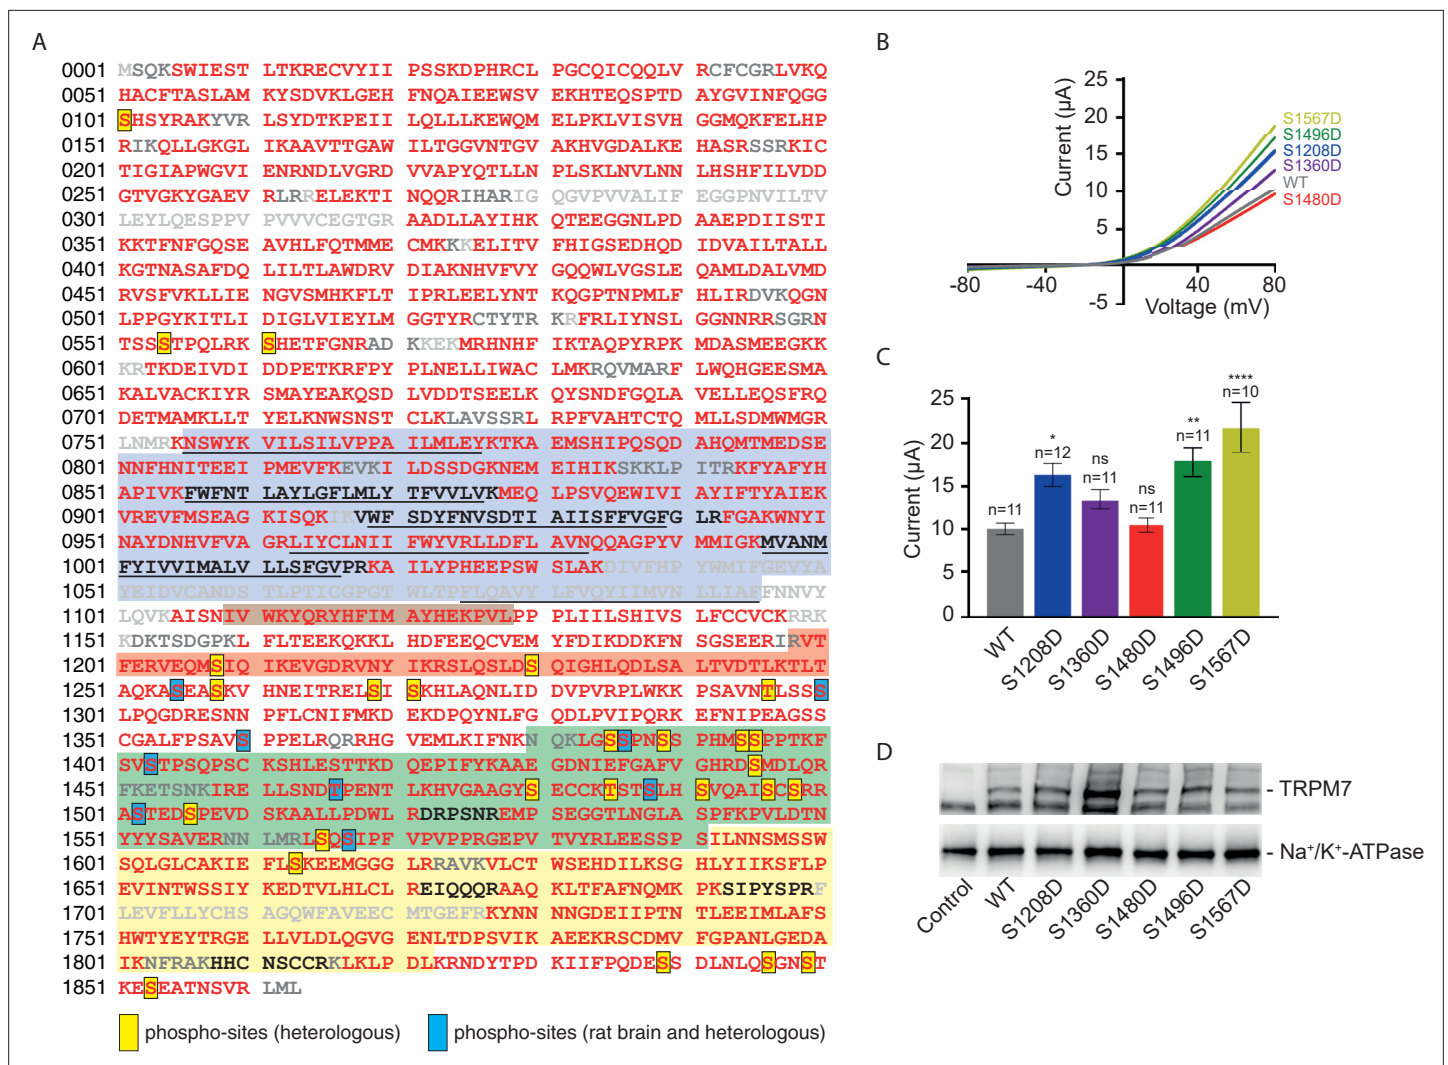 A
0001 MSQKSWIEST LTKRECVYII PSSKDPHRCL PGCQICQQLV RCFCGRLVKQ
0051 HACFTASLAM KYSDVKLGEH FNQAIEEWSV EKHTEQSPTD AYGVINFQGG
0101 SHSYRAKYVR LSYDTKPEII LQLLLKEWQM ELPKLVISVH GGMQKFELHP
0151 RIKQLLGKGL IKAAVTTGAW ILTGGVNTGV AKHVGDALKE HASRSSRKIC
0201 TIGIAPWGVI ENRNDLVGRD VVAPYQTLLN PLSKLNVLNN LHSHFILVDD
0251 GTVGKYGAEV RLRRELEKTI NQQRIHARIG QGVPVVALIF EGGPNVILTV
0301 LEYLQESPPV PVVVCEGTGR AADLLAYIHK QTEEGGNLPD AAEPDIISTI
0351 KKTFNFGQSE AVHLFQTMME CMKKKELITV FHIGSEDHQD IDVAILTALL
0401 KGTNASAFDQ LILTLAWDRV DIAKNHVFVY GQQWLVGSLE QAMLDALVMD
0451 RVSFVKLLIE NGVSMHKFLT IPRLEELYNT KQGPTNPMLF HLIRDVKQGN
0501 LPPGYKITLI DIGLVIEYLM GGTYRCTYTR KRFRLIYNSL GGNNRRSGRN
0551 TSSSTPQLRK SHETFGNRAD KKEKMRHNHF IKTAQPYRPK MDASMEEGKK
0601 KRTKDEIVDI DDPETKRFPY PLNELLIWAC LMKRQVMARF LWQHGEESMA
0651 KALVACKIYR SMAYEAKQSD LVDDTSEELK QYSNDFGQLA VELLEQSFRQ
0701 DETMAMKLLT YELKNWSNST CLKLAVSSRL RPFVAHTCTQ MLLSDMWMGR
0751 LNMRKNSWYK VILSILVPPA ILMLEYKTKA EMSHIPQSQD AHQMTMEDSE
0801 NNFHNITEEI PMEVFKEVKI LDSSDGKNEM EIHIKSKKLP ITRKFYAFYH
0851 APIVKFWFNT LAYLGFLMLY TFVVLVKMEQ LPSVQEWIVI AYIFTYAIEK
0901 VREVFMSEAG KISQKIKVWF SDYFNVSDTI AIISFFVGFG LRFGAKWNYI
0951 NAYDNHVFVA GRLIYCLNII FWYVRLLDFL AVNQQAGPYV MMIGKMVANM
1001 FYIVVIMALV LLSFGVPRKA ILYPHEEPSW SLAKDIVFHP YWMIFGEVYA
1051 YEIDVCANDS TLPTICGPGT WLTPFLQAVY LFVQYIIMVN LLIAFFNNVY
1101 LQVKAISNIV WKYQRYHFIM AYHEKPVLPP PLIILSHIVS LFCCVCKRRK
1151 KDKTSDGPKL FLTEEEQKKLH DFEEQCVEMY FDIKDDKFNS GSEERIRVT
1201 FERVEQMSIQ IKEVGDRVNY IKRSLQSLDS QIGHLQDLSA LTVDTLKTLT
1251 AQKASEASKV HNEITRELSI SKHLAQNLID DVPVRPLWKK PSAVNTLSSS
1301 LPQGDRESNN PFLCNIFMKD EKDPQYNLFG QDLPVIPQRK EFNIPEAGSS
1351 CGALFPSAVS PPELRQRRHG VEMLKIFNKN QKLGSSPNSS PHMSSPPTKF
1401 SVSTPSQPSC KSHLESTTKD QEPIFYKAAE GDNIEFGAFV GHRDSMDLQR
1451 FKETSNKIRE LLSNDTPENT LKHVGAAGYS ECCKTSTSLH SVQAISCSRR
1501 ASTEDSPEVD SKAALLPDWL RDRPSNREMP SEGGTLNGLA SPFKPVLDTN
1551 YYYSAVERNN LMRLSQSIPF VPVPPRGEPV TVYRLEESSP SILNNSMSSW
1601 SQLGLCAKIE FLSKEEMGGG LRRAVKVLCT WSEHDILKSG HLYIIKSFLP
1651 EVINTWSSIY KEDTVLHLCL REIQQQRAAQ KLTFAFNQMK PKSIPYSPRF
1701 LEVFLLYCHS AGQWFAVEEC MTGEFRKYNN NNGDEIIPTN TLEEIMLAFS
1751 HWTYEYTRGE LLVLDLQGVG ENLTDPSVIK AEEKRSCDMV FGPANLGEDA
1801 IKNFRAKHHC NSCCRKLKLP DLKRNDYTPD KIIFPQDESS DLNLQSGNST
1851 KESEATNSVR LML
phospho-sites (heterologous)
phospho-sites (rat brain and heterologous)
B
Current (µA)
25
20
15
10
5
-5
-80
-40
40
80
Voltage (mV)
S1567D
S1496D
S1208D
S1360D
WT
S1480D
C
Current (µA)
25
20
15
10
5
0
n=11
*
n=12
ns
n=11
ns
n=11
**
n=11
****
n=10
WT
S1208D
S1360D
S1480D
S1496D
S1567D
D
- TRPM7
- Na⁺/K⁺-ATPase
Control
WT
S1208D
S1360D
S1480D
S1496D
S1567D